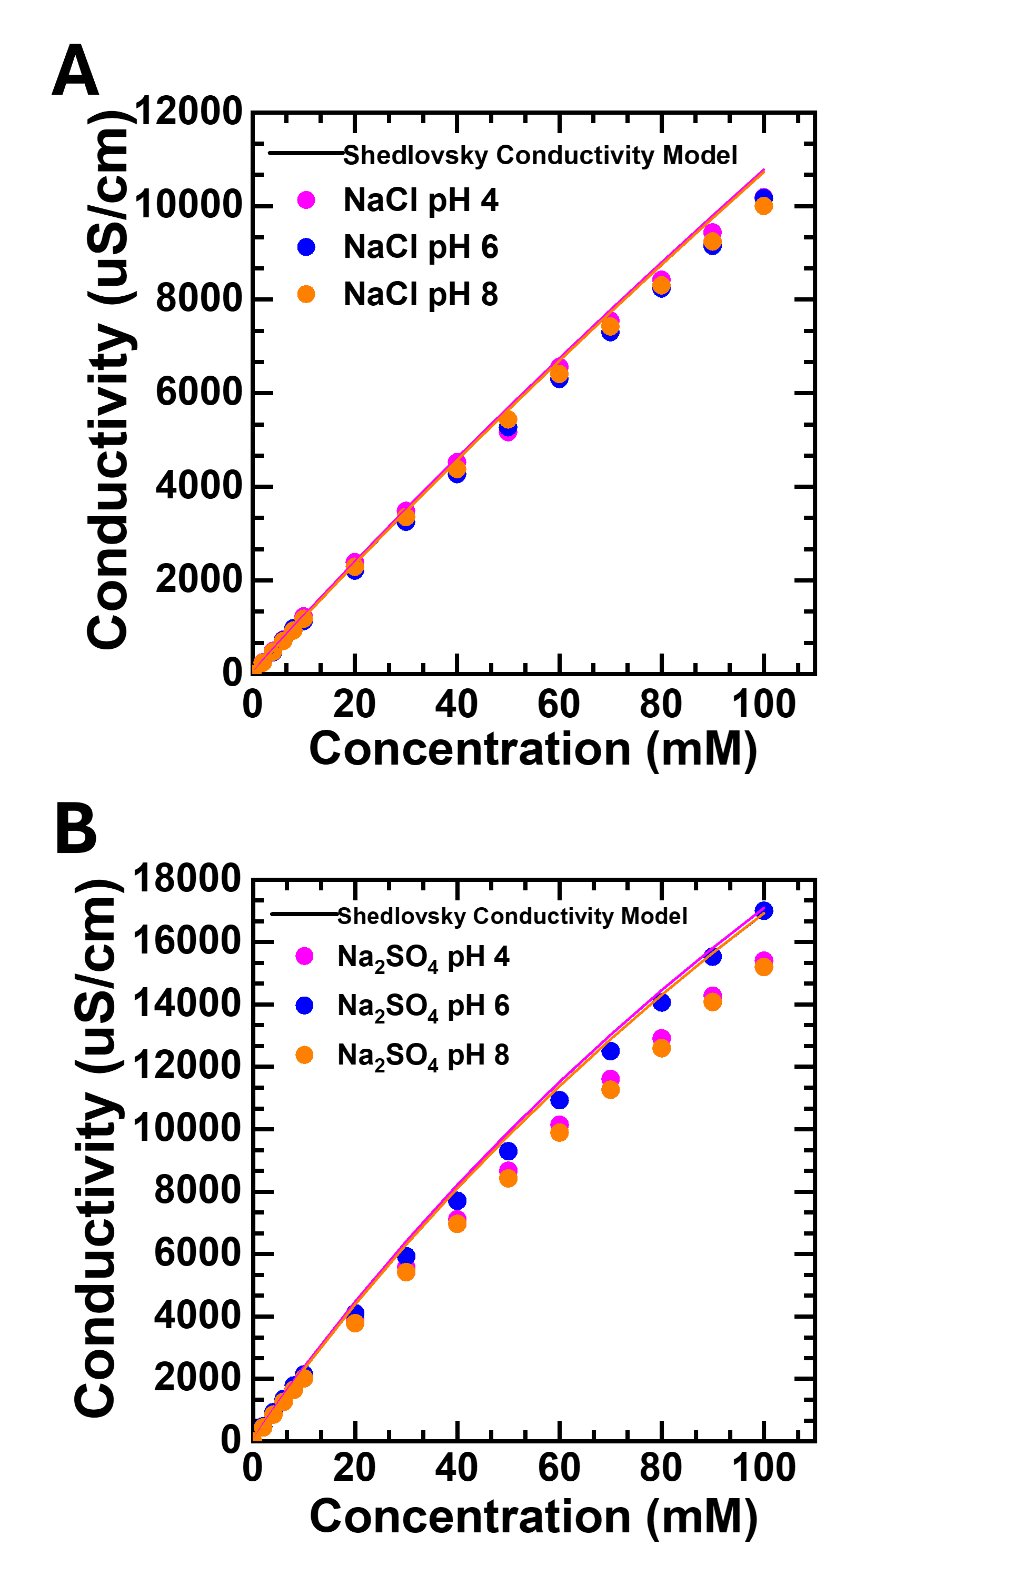 A
12000
10000
8000
6000
4000
2000
0
Conductivity (uS/cm)
Shedlovsky Conductivity Model
NaCl pH 4
NaCl pH 6
NaCl pH 8
0 20 40 60 80 100
Concentration (mM)
B
18000
16000
14000
12000
10000
8000
6000
4000
2000
0
Conductivity (uS/cm)
Shedlovsky Conductivity Model
Na₂SO₄ pH 4
Na₂SO₄ pH 6
Na₂SO₄ pH 8
0 20 40 60 80 100
Concentration (mM)